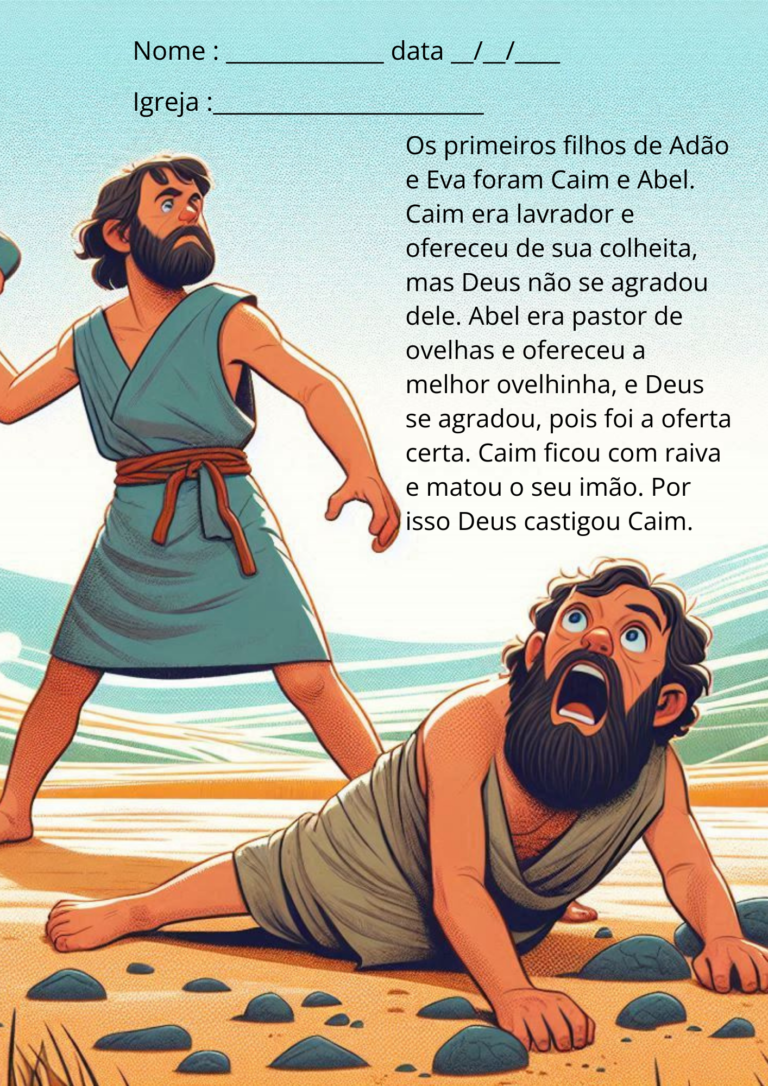 Nome : _____________ data __/__/____
Igreja :______________________
Os primeiros filhos de Adão
e Eva foram Caim e Abel.
Caim era lavrador e
ofereceu de sua colheita,
mas Deus não se agradou
dele. Abel era pastor de
ovelhas e ofereceu a
melhor ovelhinha, e Deus
se agradou, pois foi a oferta
certa. Caim ficou com raiva
e matou o seu imão. Por
isso Deus castigou Caim.